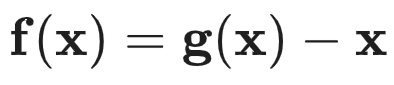 f(x) = g(x) − x